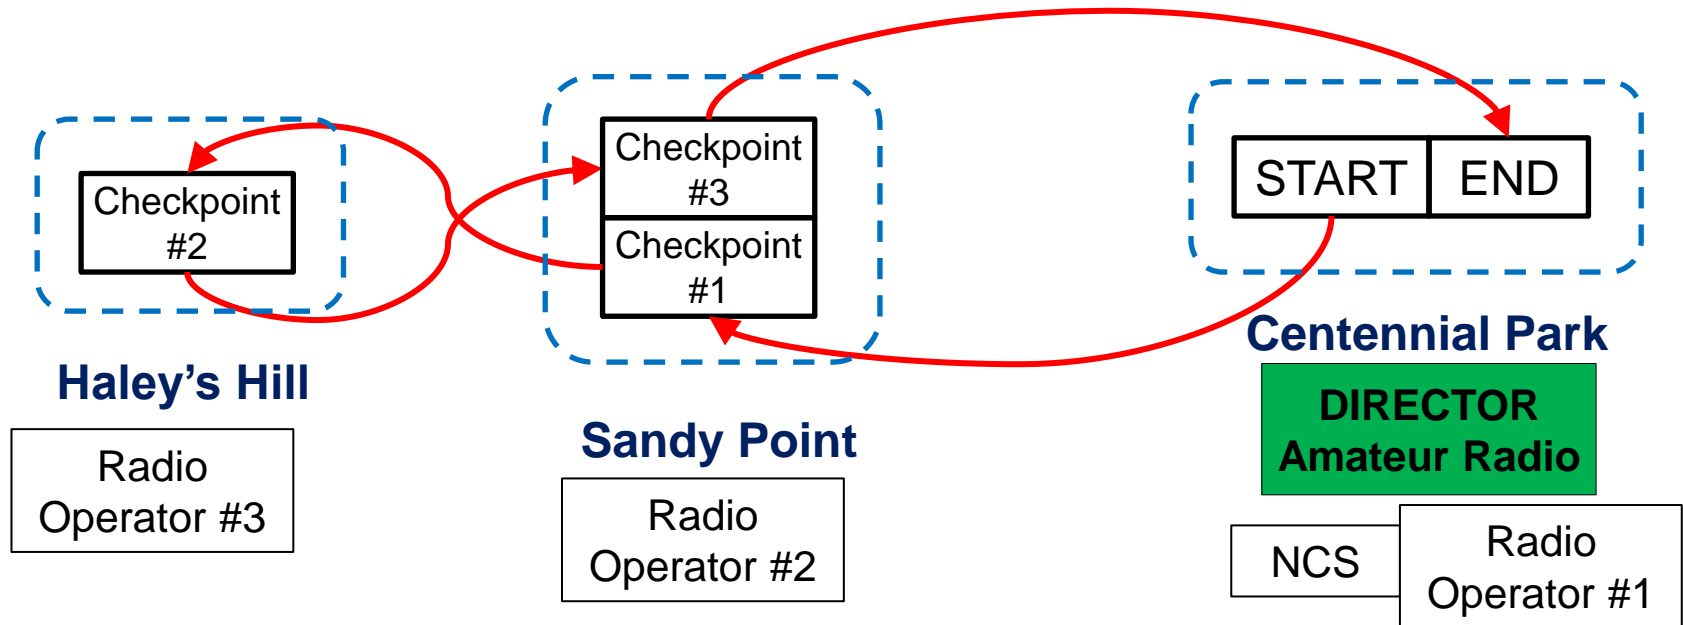 Checkpoint
#2
Haley’s Hill
Radio
Operator #3
Checkpoint
#3
Checkpoint
#1
Sandy Point
Radio
Operator #2
START
END
Centennial Park
DIRECTOR
Amateur Radio
NCS
Radio
Operator #1